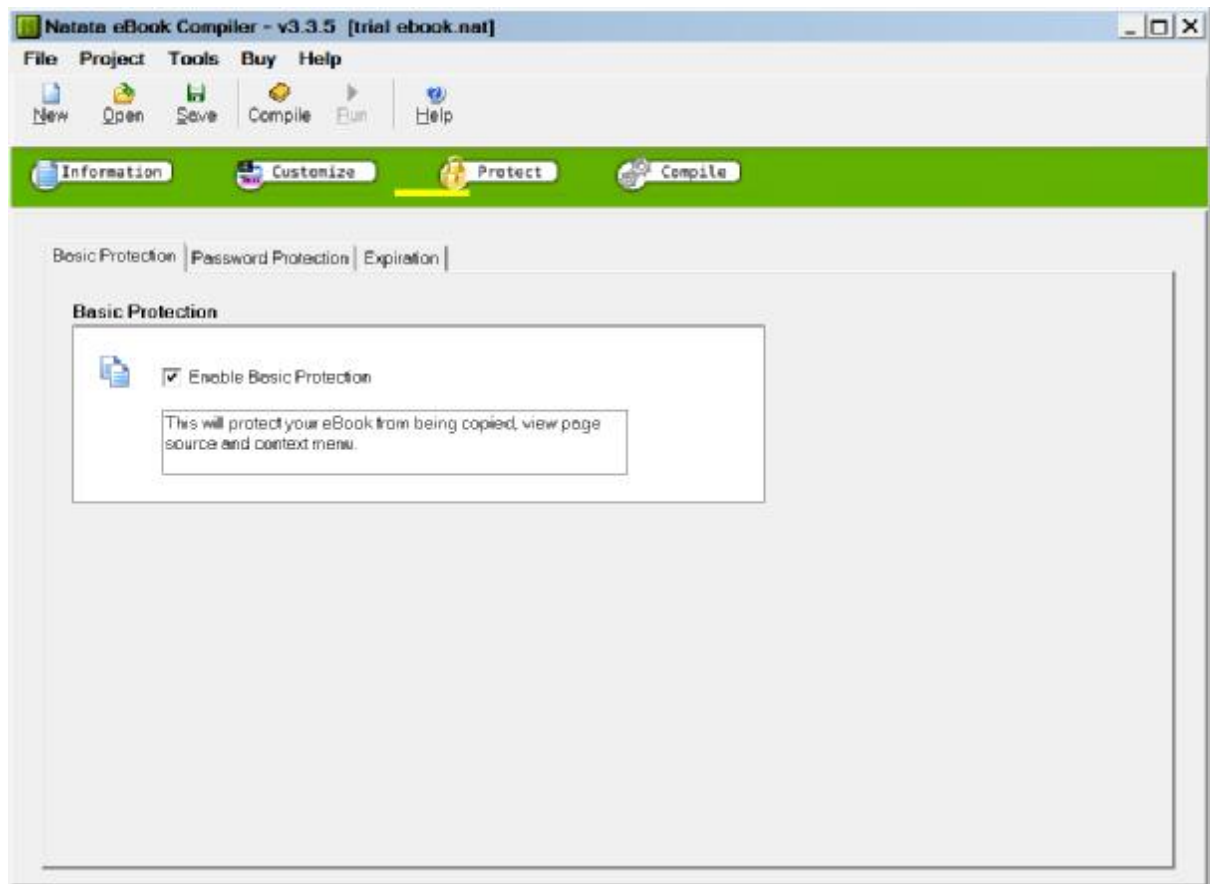 Natata eBook Compiler - v3.3.5 [trial ebook.nat]
File Project Tools Buy Help
New Open Save Compile Run Help
Information Customize Protect Compile
Basic Protection Password Protection Expiration
Basic Protection
Enable Basic Protection
This will protect your eBook from being copied, view page
source and context menu.